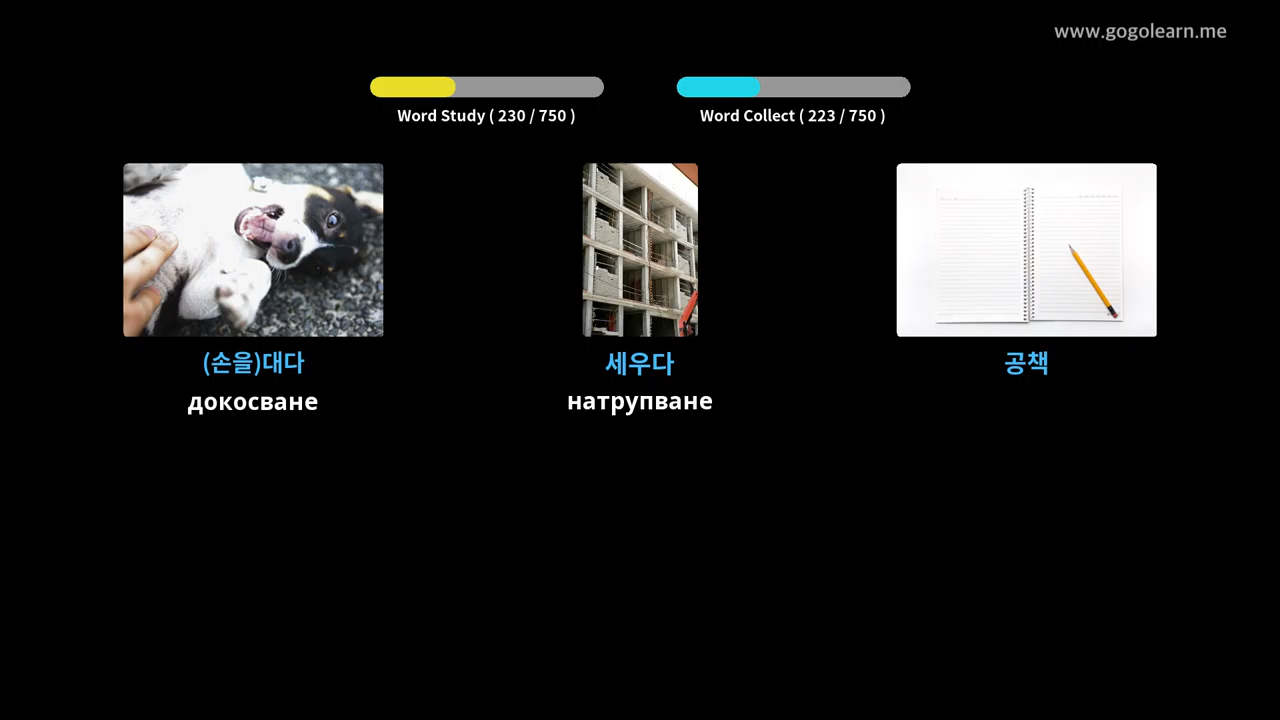 www.gogolearn.me
Word Study ( 230 / 750 )
Word Collect ( 223 / 750 )
(손을)대다
세우다
공책
докосване
натрупване